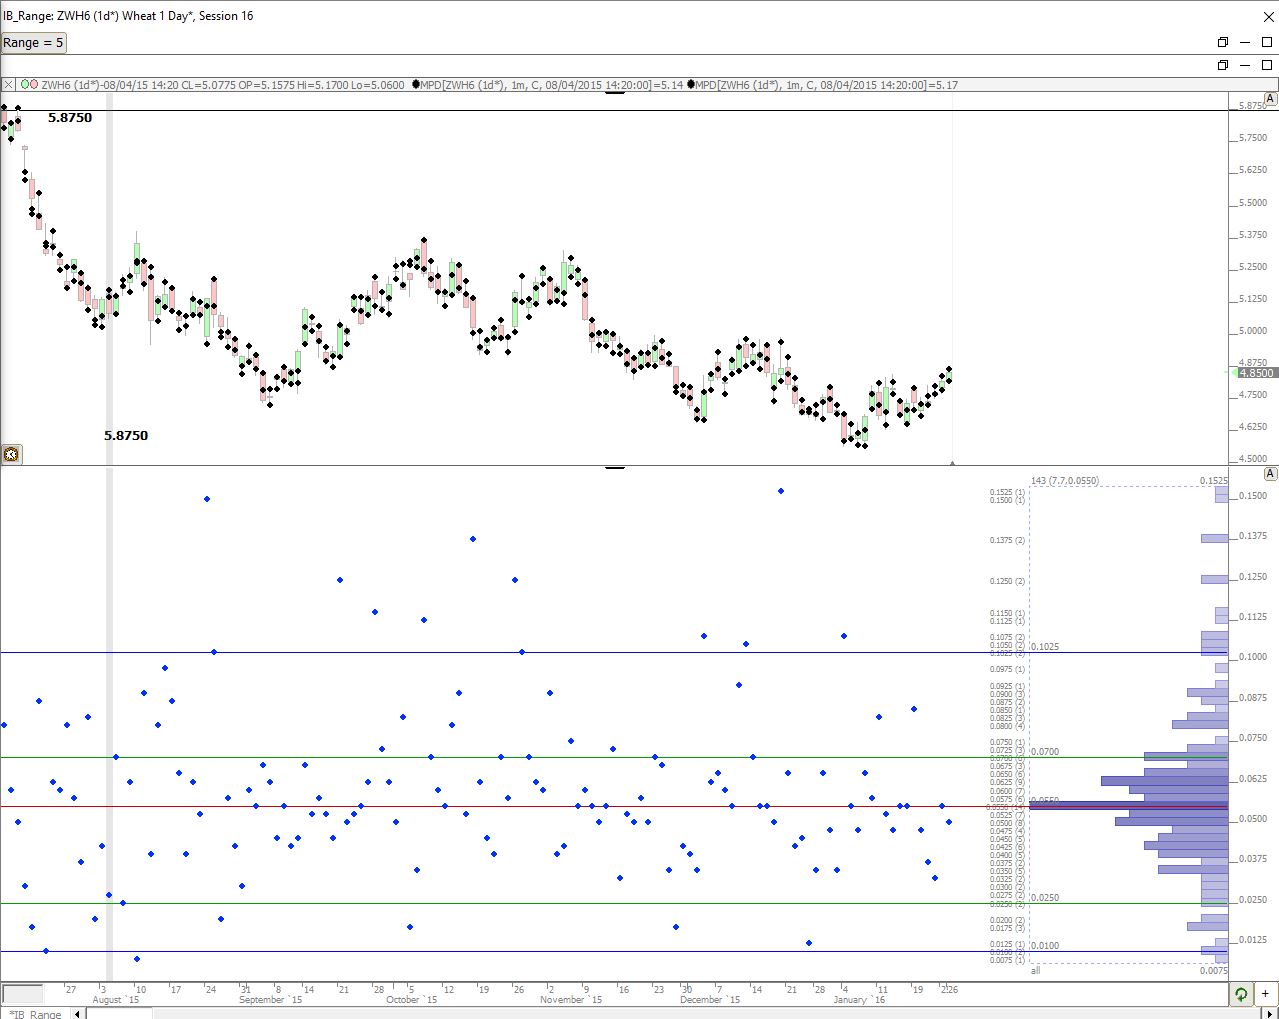 IB_Range: ZWH6 (1d*) Wheat 1 Day*, Session 16
Range = 5
ZWH6 (1d*)-08/04/15 14:20 CL=5.0775 OP=5.1575 Hi=5.1700 Lo=5.0600 MPD[ZWH6 (1d*), 1m, C, 08/04/2015 14:20:00]=5.14 MPD[ZWH6 (1d*), 1m, C, 08/04/2015 14:20:00]=5.17
A
5.8750
5.8750
5.7500
5.6250
5.5000
5.3750
5.2500
5.1250
5.0000
4.8750
4.8500
4.7500
4.6250
5.8750
4.5000
A
143 (7.7,0.0550) 0.1525
0.1525 (1)
0.1500 (1) 0.1500
0.1375 (2) 0.1375
0.1250 (2) 0.1250
0.1150 (1)
0.1125 (1) 0.1125
0.1075 (2)
0.1050 (2)
0.1025 (2) 0.1025
0.1000
0.0975 (1)
0.0925 (1)
0.0900 (3)
0.0875 (2) 0.0875
0.0850 (1)
0.0825 (3)
0.0800 (4)
0.0750 (1) 0.0750
0.0725 (3)
0.0700
0.0675 (3)
0.0650 (6)
0.0625 (9) 0.0625
0.0600 (7)
0.0575 (6)
0.0550 (14) 0.0550
0.0525 (7)
0.0500 (8) 0.0500
0.0475 (4)
0.0450 (5)
0.0425 (6)
0.0400 (5)
0.0375 (2) 0.0375
0.0350 (5)
0.0325 (2)
0.0300 (2)
0.0275 (2)
0.0250 (2) 0.0250 0.0250
0.0200 (2)
0.0175 (3)
0.0125 (1) 0.0125
0.0100 (2) 0.0100
0.0075 (1)
all 0.0075
27 3 10 17 24 31 8 14 21 28 5 12 19 26 2 9 16 23 30 7 14 21 28 4 11 19 26
August `15 September `15 October `15 November `15 December `15 January `16
*IB_Range